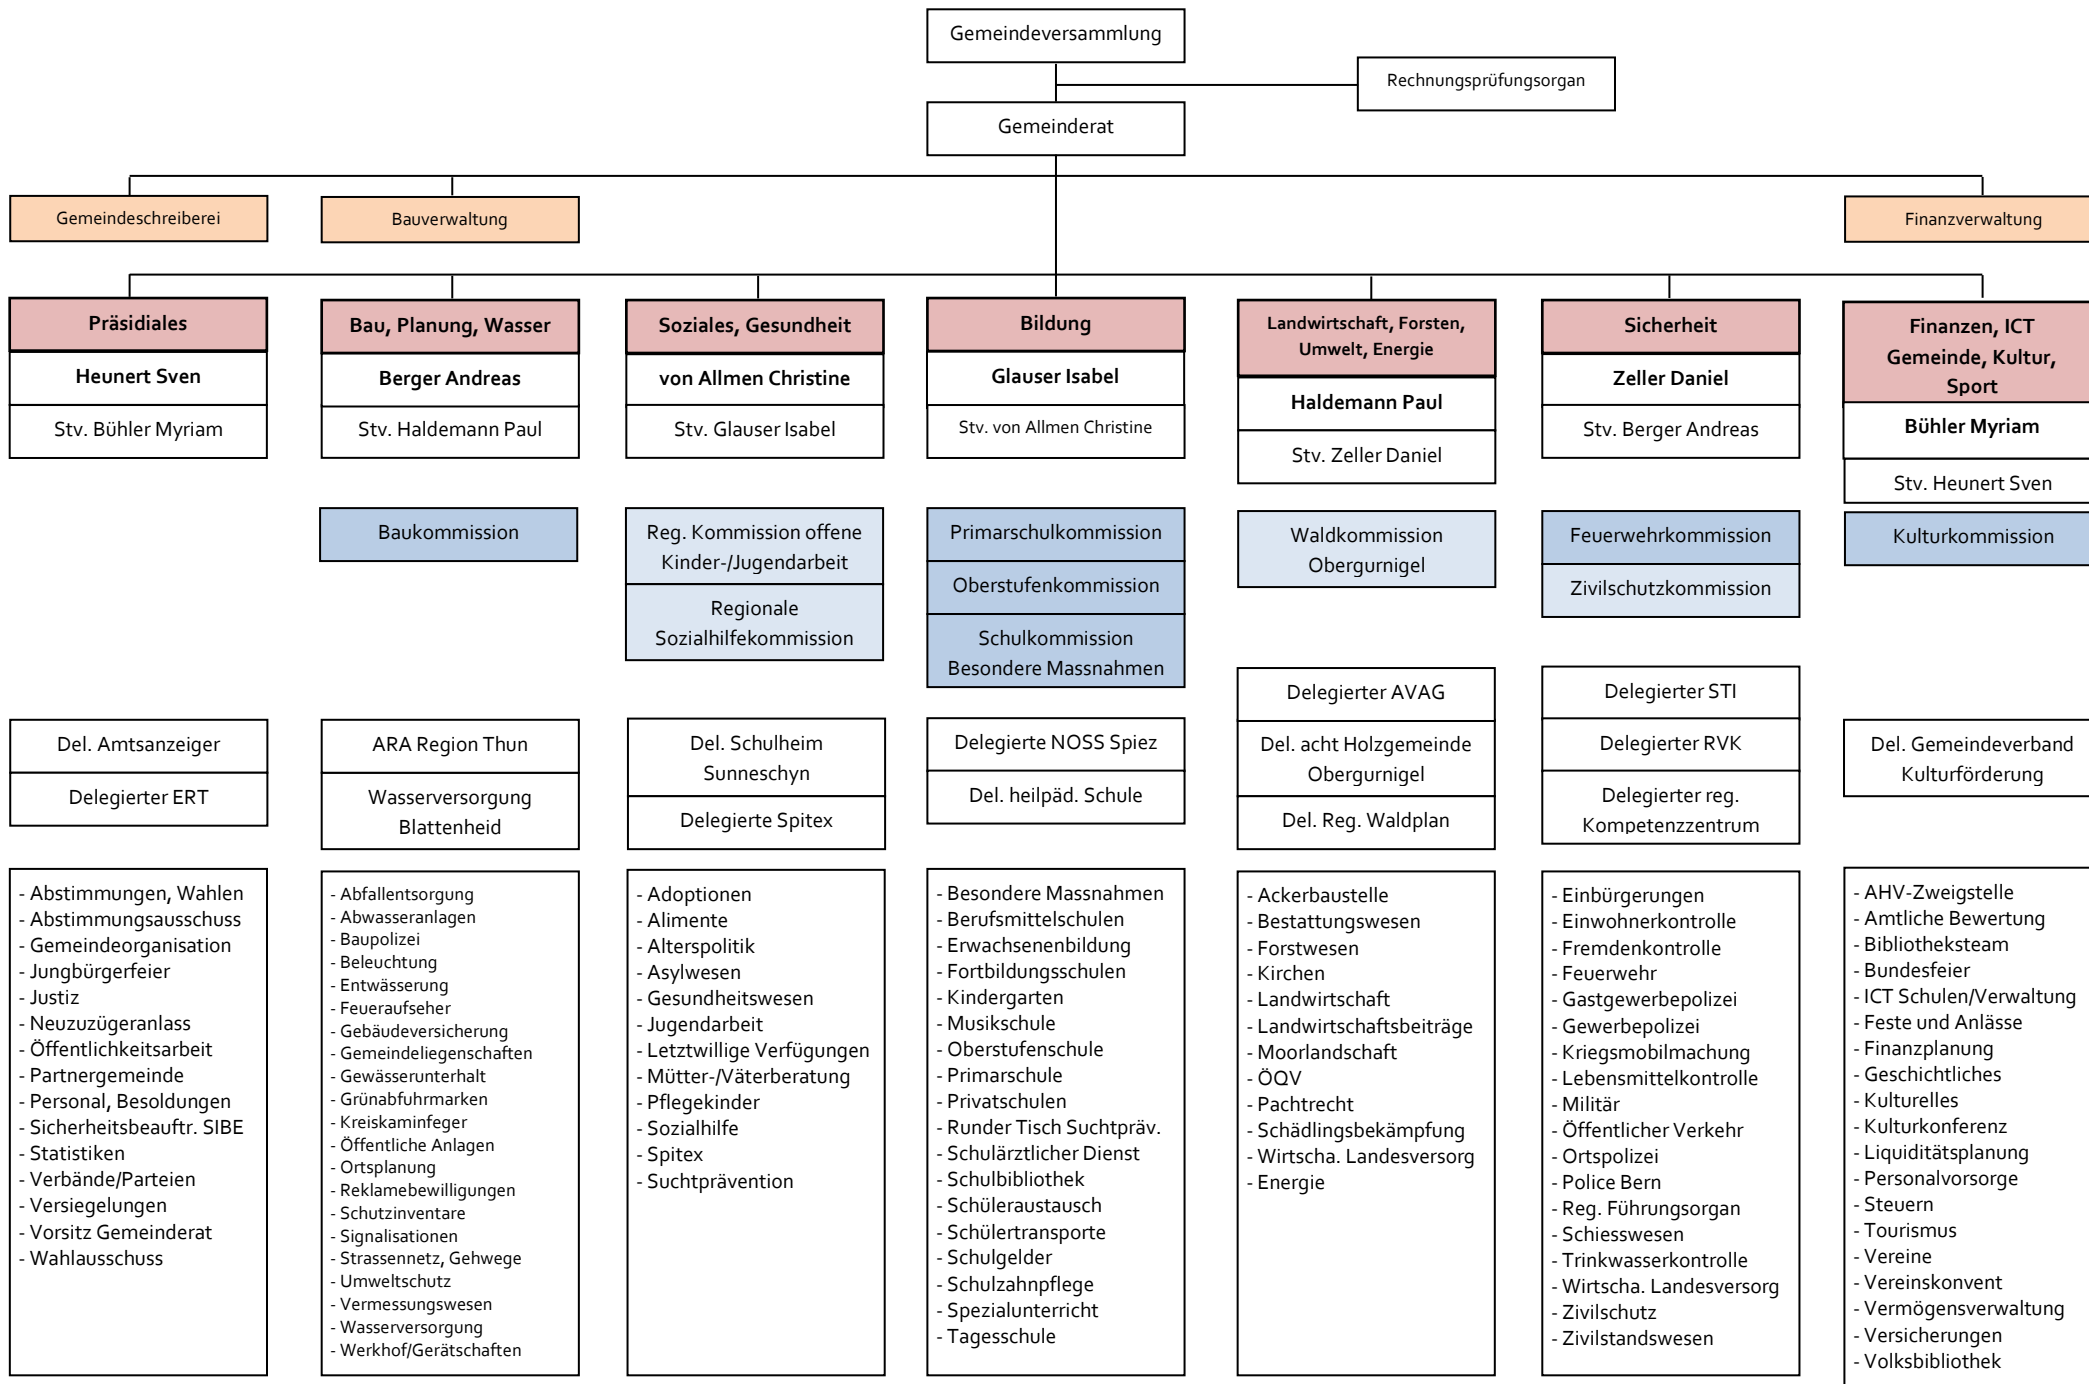 Gemeindeversammlung
Rechnungsprüfungsorgan
Gemeinderat
Gemeindeschreiberei
Bauverwaltung
Finanzverwaltung
Präsidiales
Heunert Sven
Stv. Bühler Myriam
Del. Amtsanzeiger
Delegierter ERT
- Abstimmungen, Wahlen
- Abstimmungsausschuss
- Gemeindeorganisation
- Jungbürgerfeier
- Justiz
- Neuzuzügeranlass
- Öffentlichkeitsarbeit
- Partnergemeinde
- Personal, Besoldungen
- Sicherheitsbeauftr. SIBE
- Statistiken
- Verbände/Parteien
- Versiegelungen
- Vorsitz Gemeinderat
- Wahlausschuss
Bau, Planung, Wasser
Berger Andreas
Stv. Haldemann Paul
Baukommission
ARA Region Thun
Wasserversorgung
Blattenheid
- Abfallentsorgung
- Abwasseranlagen
- Baupolizei
- Beleuchtung
- Entwässerung
- Feueraufseher
- Gebäudeversicherung
- Gemeindeliegenschaften
- Gewässerunterhalt
- Grünabfuhrmarken
- Kreiskaminfeger
- Öffentliche Anlagen
- Ortsplanung
- Reklamebewilligungen
- Schutzinventare
- Signalisationen
- Strassennetz, Gehwege
- Umweltschutz
- Vermessungswesen
- Wasserversorgung
- Werkhof/Gerätschaften
Soziales, Gesundheit
von Allmen Christine
Stv. Glauser Isabel
Reg. Kommission offene
Kinder-/Jugendarbeit
Regionale
Sozialhilfekommission
Del. Schulheim
Sunneschyn
Delegierte Spitex
- Adoptionen
- Alimente
- Alterspolitik
- Asylwesen
- Gesundheitswesen
- Jugendarbeit
- Letztwillige Verfügungen
- Mütter-/Väterberatung
- Pflegekinder
- Sozialhilfe
- Spitex
- Suchtprävention
Bildung
Glauser Isabel
Stv. von Allmen Christine
Primarschulkommission
Oberstufenkommission
Schulkommission
Besondere Massnahmen
Delegierte NOSS Spiez
Del. heilpäd. Schule
- Besondere Massnahmen
- Berufsmittelschulen
- Erwachsenenbildung
- Fortbildungsschulen
- Kindergarten
- Musikschule
- Oberstufenschule
- Primarschule
- Privatschulen
- Runder Tisch Suchtpräv.
- Schulärztlicher Dienst
- Schulbibliothek
- Schüleraustausch
- Schülertransporte
- Schulgelder
- Schulzahnpflege
- Spezialunterricht
- Tagesschule
Landwirtschaft, Forsten,
Umwelt, Energie
Haldemann Paul
Stv. Zeller Daniel
Waldkommission
Obergurnigel
Delegierter AVAG
Del. acht Holzgemeinde
Obergurnigel
Del. Reg. Waldplan
- Ackerbaustelle
- Bestattungswesen
- Forstwesen
- Kirchen
- Landwirtschaft
- Landwirtschaftsbeiträge
- Moorlandschaft
- ÖQV
- Pachtrecht
- Schädlingsbekämpfung
- Wirtscha. Landesversorg
- Energie
Sicherheit
Zeller Daniel
Stv. Berger Andreas
Feuerwehrkommission
Zivilschutzkommission
Delegierter STI
Delegierter RVK
Delegierter reg.
Kompetenzzentrum
- Einbürgerungen
- Einwohnerkontrolle
- Fremdenkontrolle
- Feuerwehr
- Gastgewerbepolizei
- Gewerbepolizei
- Kriegsmobilmachung
- Lebensmittelkontrolle
- Militär
- Öffentlicher Verkehr
- Ortspolizei
- Police Bern
- Reg. Führungsorgan
- Schiesswesen
- Trinkwasserkontrolle
- Wirtscha. Landesversorg
- Zivilschutz
- Zivilstandswesen
Finanzen, ICT
Gemeinde, Kultur,
Sport
Bühler Myriam
Stv. Heunert Sven
Kulturkommission
Del. Gemeindeverband
Kulturförderung
- AHV-Zweigstelle
- Amtliche Bewertung
- Bibliotheksteam
- Bundesfeier
- ICT Schulen/Verwaltung
- Feste und Anlässe
- Finanzplanung
- Geschichtliches
- Kulturelles
- Kulturkonferenz
- Liquiditätsplanung
- Personalvorsorge
- Steuern
- Tourismus
- Vereine
- Vereinskonvent
- Vermögensverwaltung
- Versicherungen
- Volksbibliothek